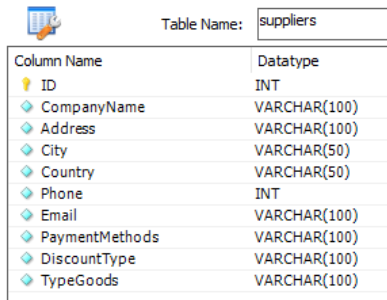 Table Name: suppliers
Column Name Datatype
ID INT
CompanyName VARCHAR(100)
Address VARCHAR(100)
City VARCHAR(50)
Country VARCHAR(50)
Phone INT
Email VARCHAR(100)
PaymentMethods VARCHAR(100)
DiscountType VARCHAR(100)
TypeGoods VARCHAR(100)